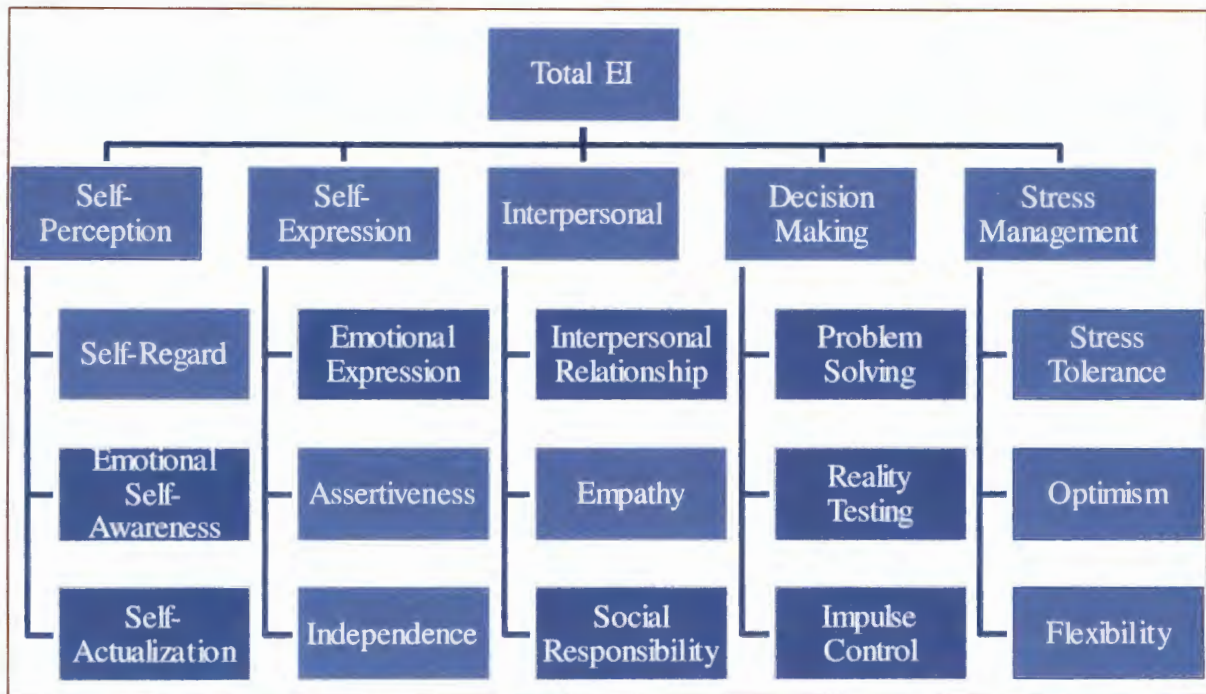 Total EI
Self-
Perception
Self-
Expression
Interpersonal
Decision
Making
Stress
Management
Self-Regard
Emotional
Expression
Interpersonal
Relationship
Problem
Solving
Stress
Tolerance
Emotional
Self-
Awareness
Assertiveness
Empathy
Reality
Testing
Optimism
Self-
Actualization
Independence
Social
Responsibility
Impulse
Control
Flexibility